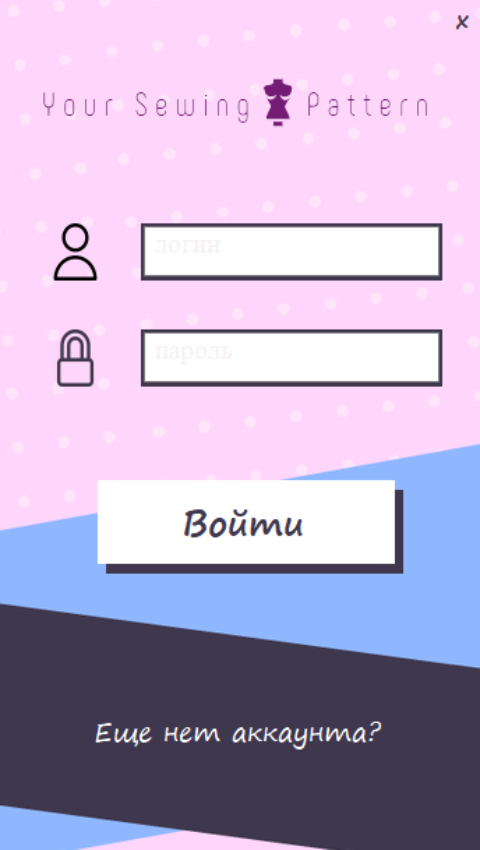 x
Your Sewing Pattern
логин
пароль
Войти
Еще нет аккаунта?